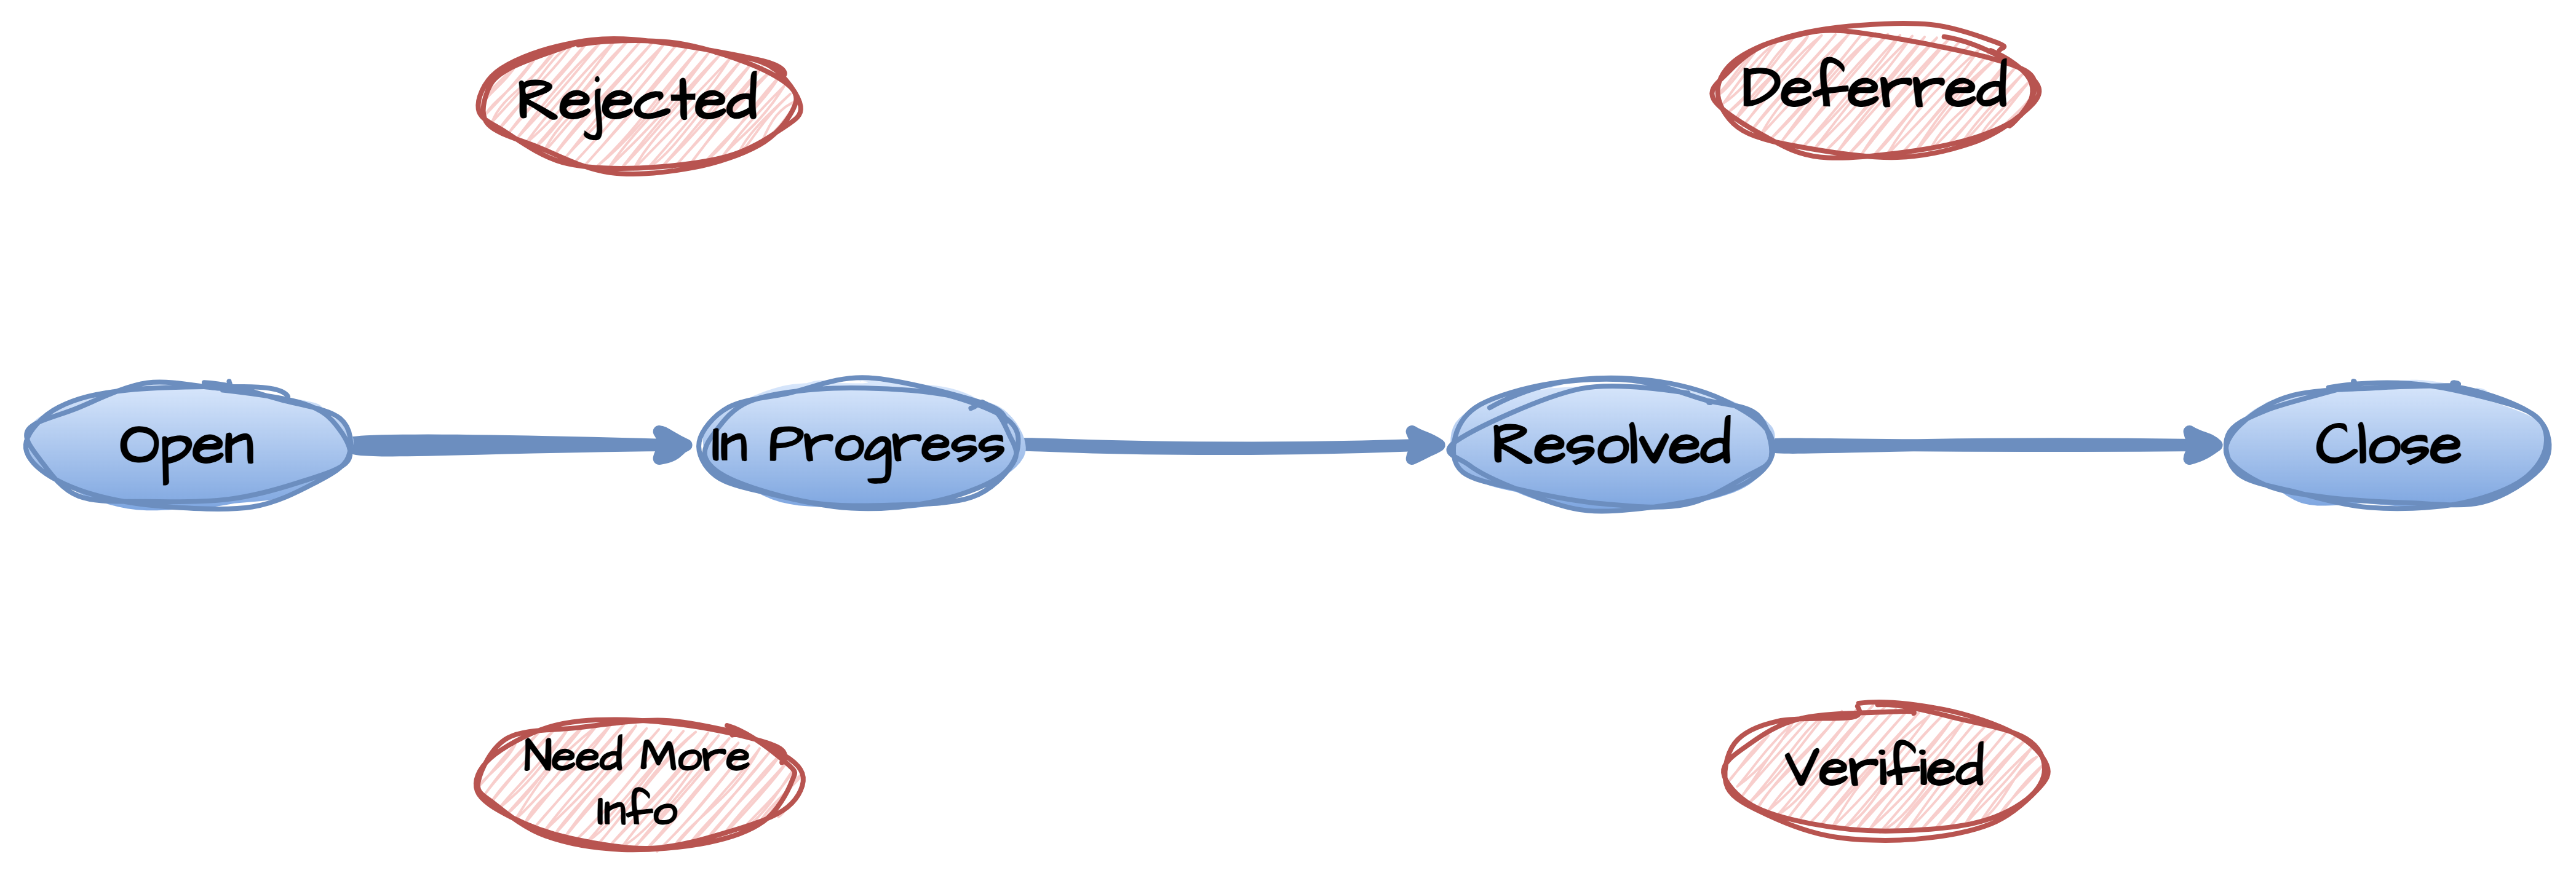 Rejected
Deferred
Open
In Progress
Resolved
Close
Need More
Info
Verified